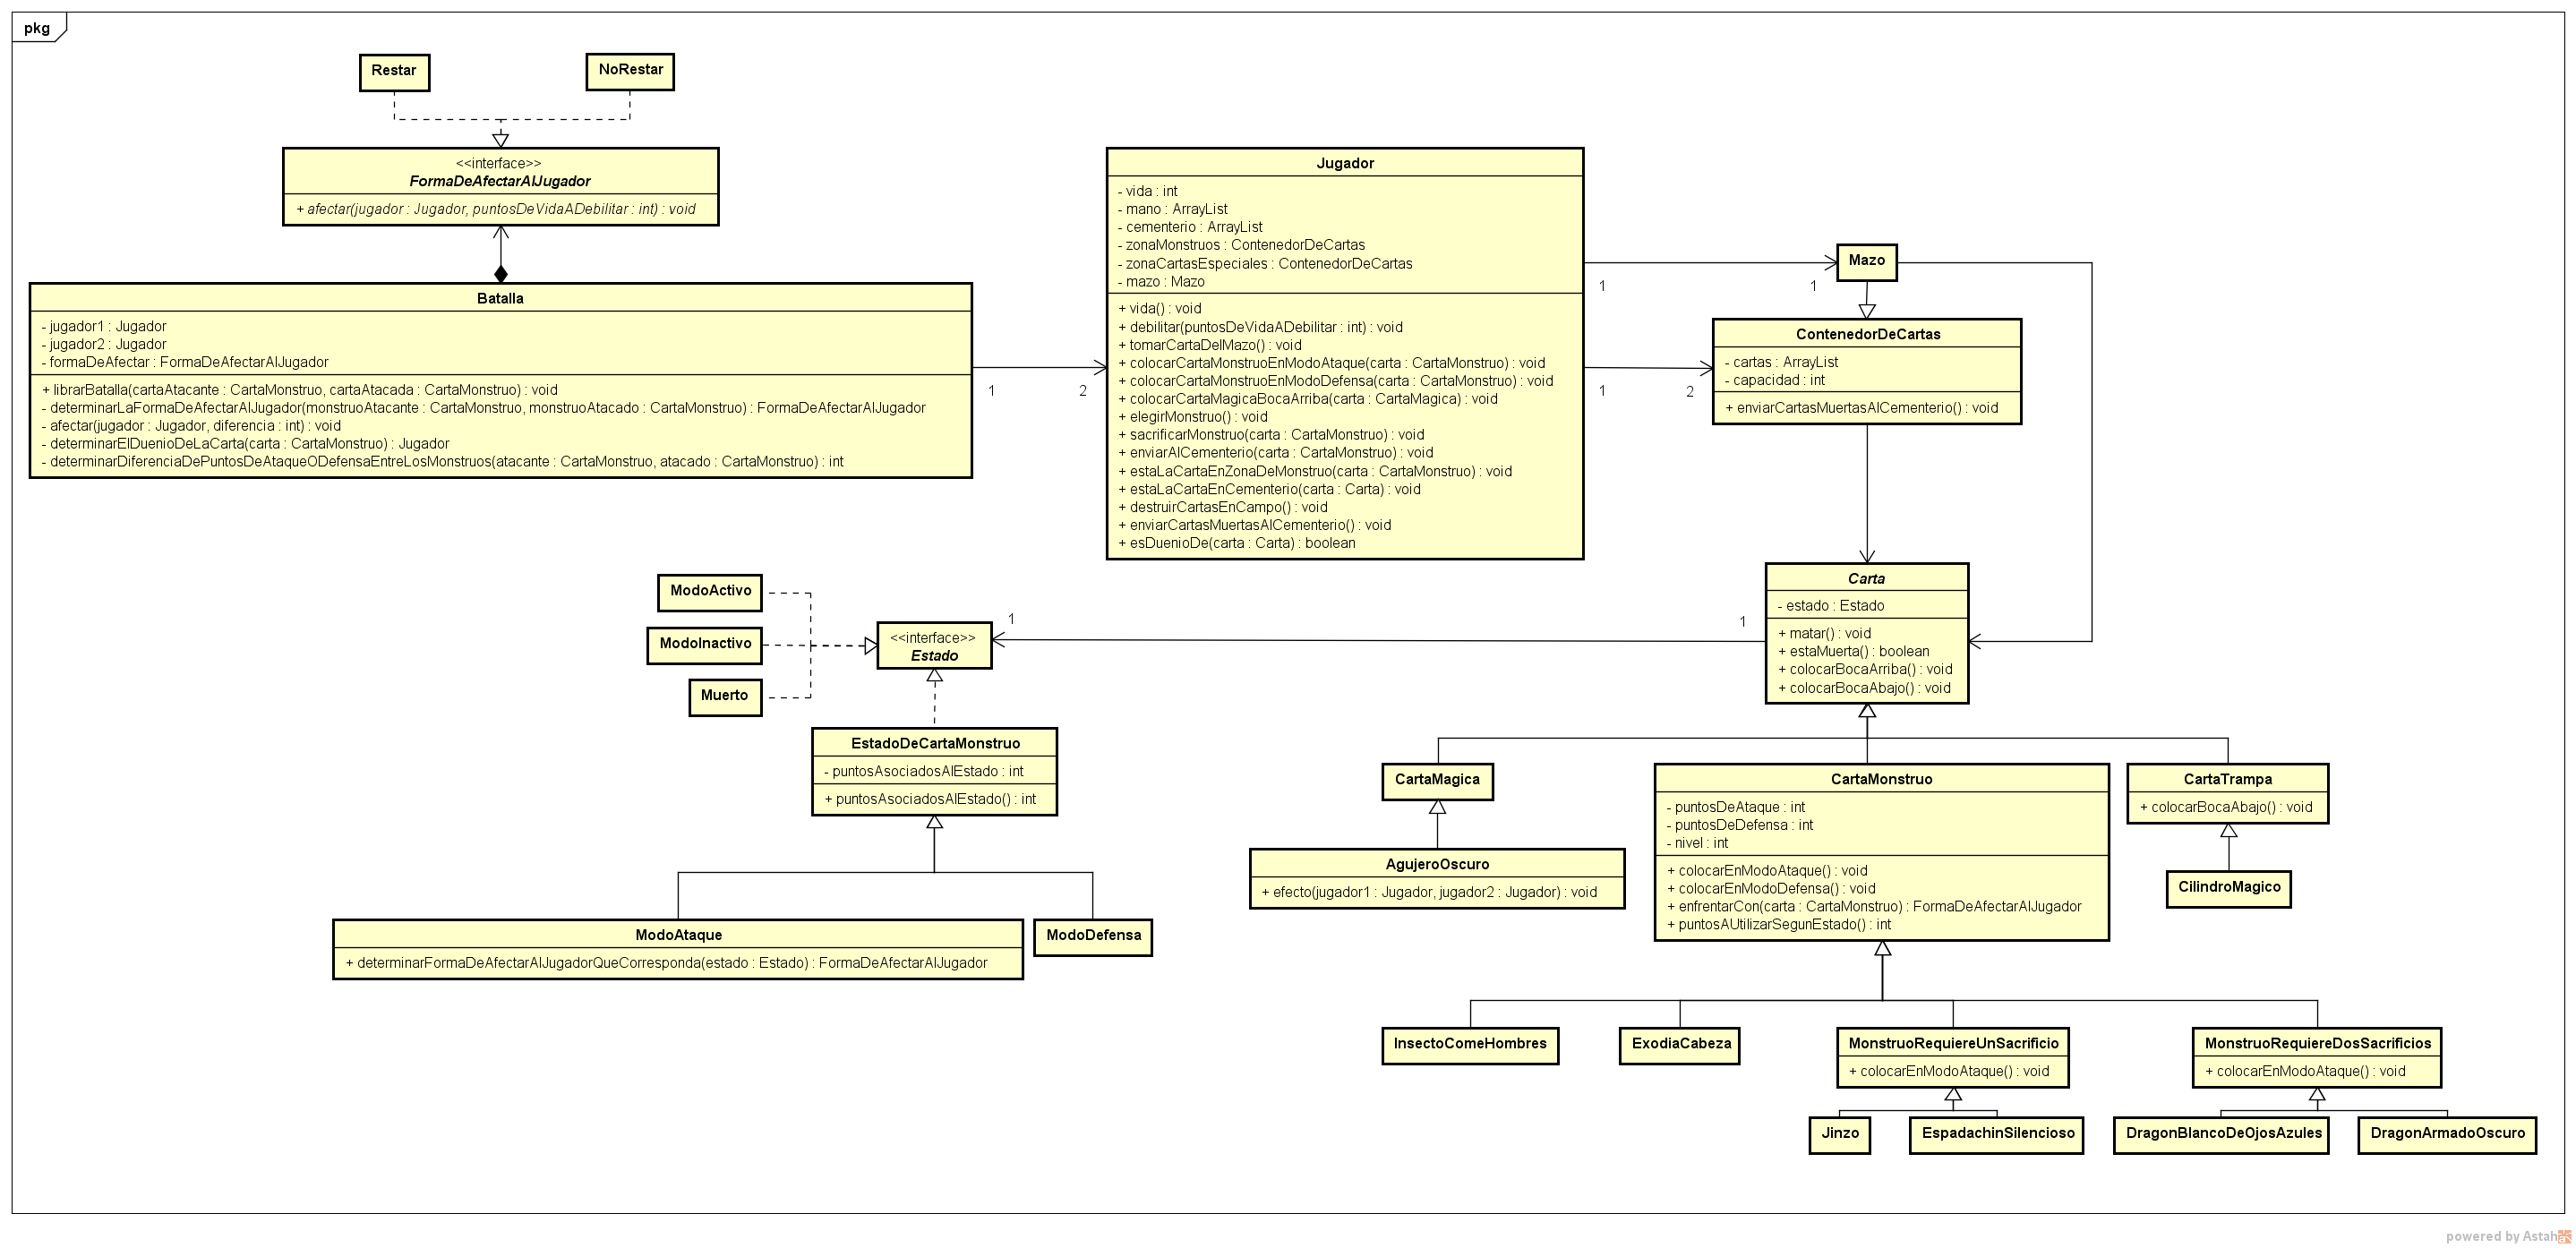 pkg
Restar
NoRestar
<<interface>>
FormaDeAfectarAlJugador
+ afectar(jugador : Jugador, puntosDeVidaADebilitar : int) : void
Batalla
- jugador1 : Jugador
- jugador2 : Jugador
- formaDeAfectar : FormaDeAfectarAlJugador
+ librarBatalla(cartaAtacante : CartaMonstruo, cartaAtacada : CartaMonstruo) : void
- determinarLaFormaDeAfectarAlJugador(monstruoAtacante : CartaMonstruo, monstruoAtacado : CartaMonstruo) : FormaDeAfectarAlJugador
- afectar(jugador : Jugador, diferencia : int) : void
- determinarElDuenioDeLaCarta(carta : CartaMonstruo) : Jugador
- determinarDiferenciaDePuntosDeAtaqueODefensaEntreLosMonstruos(atacante : CartaMonstruo, atacado : CartaMonstruo) : int
1
2
Jugador
- vida : int
- mano : ArrayList
- cementerio : ArrayList
- zonaMonstruos : ContenedorDeCartas
- zonaCartasEspeciales : ContenedorDeCartas
- mazo : Mazo
+ vida() : void
+ debilitar(puntosDeVidaADebilitar : int) : void
+ tomarCartaDelMazo() : void
+ colocarCartaMonstruoEnModoAtaque(carta : CartaMonstruo) : void
+ colocarCartaMonstruoEnModoDefensa(carta : CartaMonstruo) : void
+ colocarCartaMagicaBocaArriba(carta : CartaMagica) : void
+ elegirMonstruo() : void
+ sacrificarMonstruo(carta : CartaMonstruo) : void
+ enviarAlCementerio(carta : CartaMonstruo) : void
+ estaLaCartaEnZonaDeMonstruo(carta : CartaMonstruo) : void
+ estaLaCartaEnCementerio(carta : Carta) : void
+ destruirCartasEnCampo() : void
+ enviarCartasMuertasAlCementerio() : void
+ esDuenioDe(carta : Carta) : boolean
1
1
Mazo
1
2
ContenedorDeCartas
- cartas : ArrayList
- capacidad : int
+ enviarCartasMuertasAlCementerio() : void
Carta
- estado : Estado
+ matar() : void
+ estaMuerta() : boolean
+ colocarBocaArriba() : void
+ colocarBocaAbajo() : void
1
1
ModoActivo
ModoInactivo
Muerto
<<interface>>
Estado
EstadoDeCartaMonstruo
- puntosAsociadosAlEstado : int
+ puntosAsociadosAlEstado() : int
ModoAtaque
+ determinarFormaDeAfectarAlJugadorQueCorresponda(estado : Estado) : FormaDeAfectarAlJugador
ModoDefensa
CartaMagica
AgujeroOscuro
+ efecto(jugador1 : Jugador, jugador2 : Jugador) : void
CartaMonstruo
- puntosDeAtaque : int
- puntosDeDefensa : int
- nivel : int
+ colocarEnModoAtaque() : void
+ colocarEnModoDefensa() : void
+ enfrentarCon(carta : CartaMonstruo) : FormaDeAfectarAlJugador
+ puntosAUtilizarSegunEstado() : int
CartaTrampa
+ colocarBocaAbajo() : void
CilindroMagico
InsectoComeHombres
ExodiaCabeza
MonstruoRequiereUnSacrificio
+ colocarEnModoAtaque() : void
MonstruoRequiereDosSacrificios
+ colocarEnModoAtaque() : void
Jinzo
EspadachinSilencioso
DragonBlancoDeOjosAzules
DragonArmadoOscuro
powered by Astah